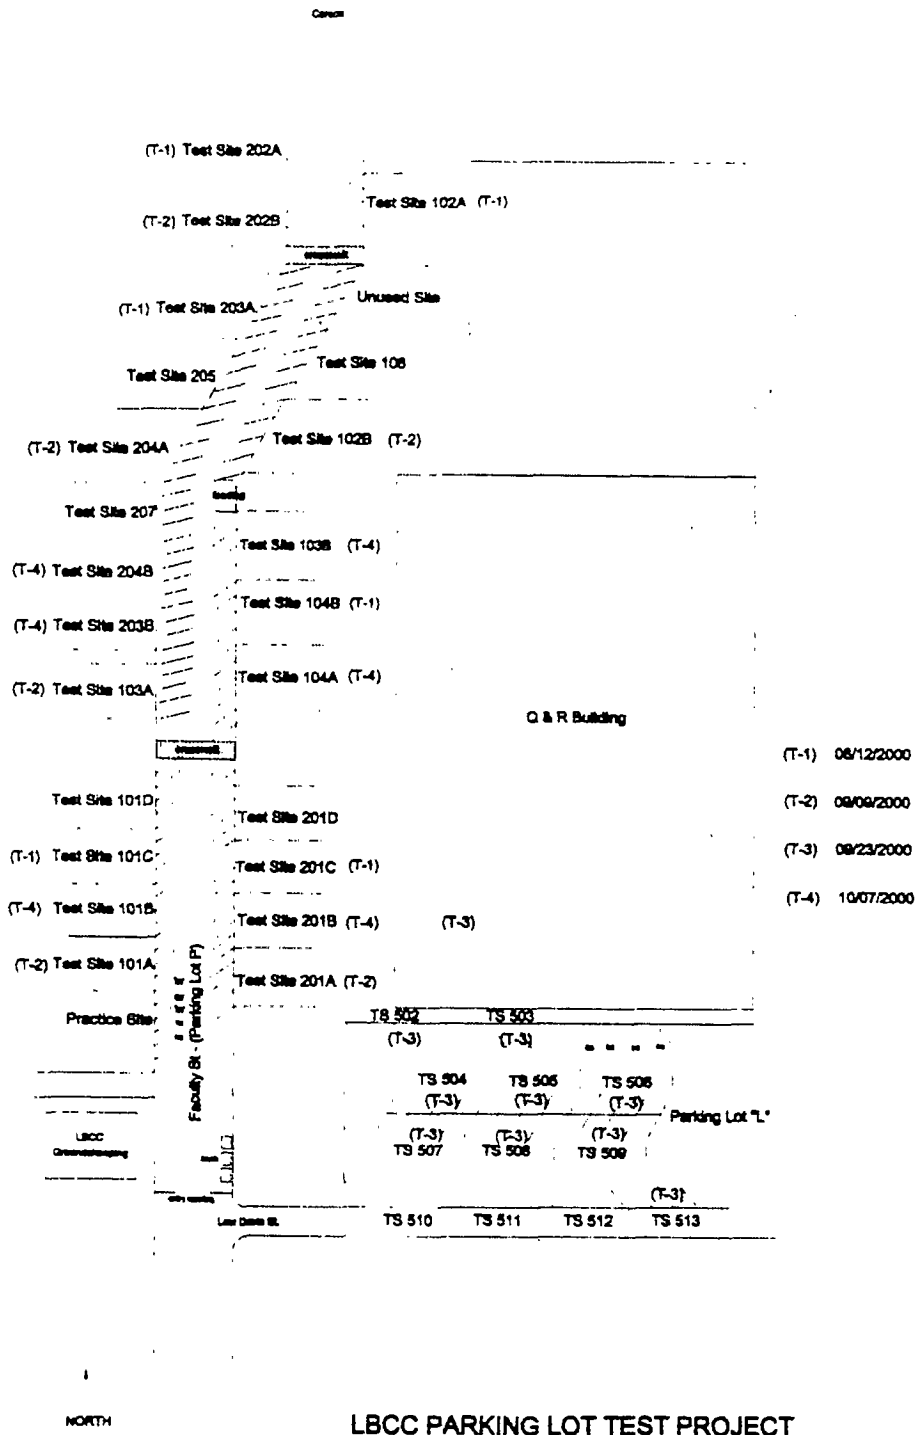 Carson
(T-1) Test Site 202A
Test Site 102A (T-1)
(T-2) Test Site 202B
crosswalk
Unused Site
(T-1) Test Site 203A
Test Site 108
Test Site 205
Test Site 102B (T-2)
(T-2) Test Site 204A
loading
Test Site 207
Test Site 103B (T-4)
(T-4) Test Site 204B
Test Site 104B (T-1)
(T-4) Test Site 203B
Test Site 104A (T-4)
(T-2) Test Site 103A
Q & R Building
crosswalk
(T-1) 08/12/2000
Test Site 101D
(T-2) 09/09/2000
Test Site 201D
(T-3) 09/23/2000
(T-1) Test Site 101C
Test Site 201C (T-1)
(T-4) 10/07/2000
(T-4) Test Site 101B
Test Site 201B (T-4) (T-3)
(T-2) Test Site 101A
Test Site 201A (T-2)
Faculty St - (Parking Lot P)
Practice Site
TS 502 TS 503
(T-3) (T-3)
TS 504 TS 505 TS 506
(T-3) (T-3) (T-3)
Parking Lot "L"
(T-3) (T-3) (T-3)
TS 507 TS 508 TS 509
LBCC
Groundskeeping
(T-3)
TS 510 TS 511 TS 512 TS 513
NORTH
LBCC PARKING LOT TEST PROJECT